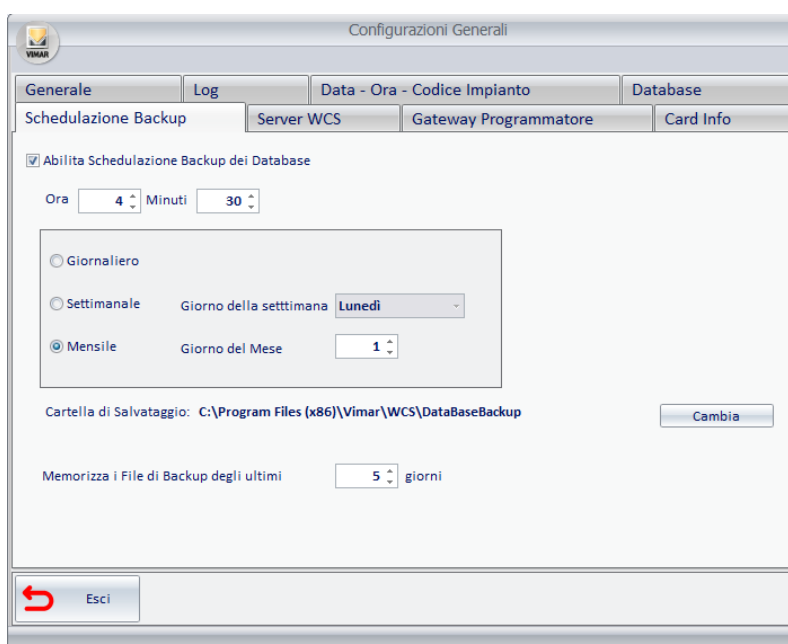 Configurazioni Generali
VIMAR
Generale Log Data - Ora - Codice Impianto Database
Schedulazione Backup Server WCS Gateway Programmatore Card Info
Abilita Schedulazione Backup dei Database
Ora 4 Minuti 30
Giornaliero
Settimanale Giorno della setttimana Lunedì
Mensile Giorno del Mese 1
Cartella di Salvataggio: C:\Program Files (x86)\Vimar\WCS\DataBaseBackup Cambia
Memorizza i File di Backup degli ultimi 5 giorni
Esci